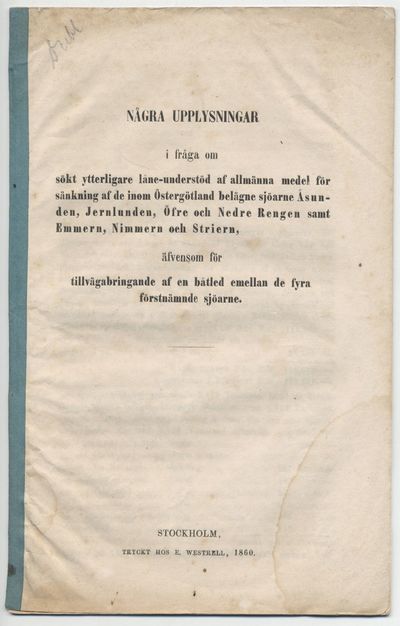 NÅGRA UPPLYSNINGAR
i fråga om
sökt ytterligare låne-understöd af allmänna medel för
sänkning af de inom Östergötland belägne sjöarne Åsun-
den, Jernlunden, Öfre och Nedre Rengen samt
Emmern, Nimmern och Striern,
äfvensom för
tillvägabringande af en båtled emellan de fyra
förstnämnde sjöarne.
STOCKHOLM,
TRYCKT HOS E. WESTRELL, 1860.